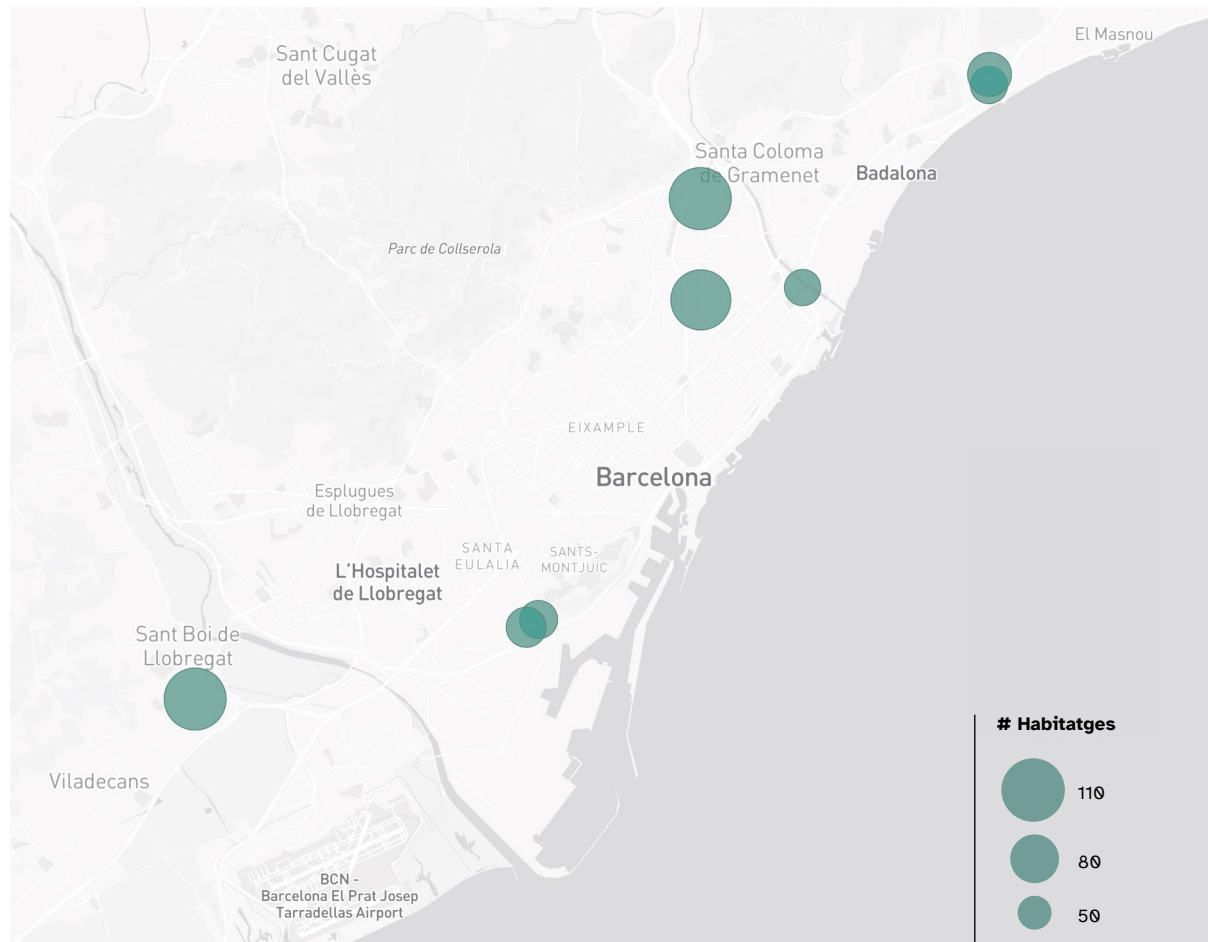 El Masnou
Sant Cugat
del Vallès
Santa Coloma
de Gramenet
Badalona
Parc de Collserola
EIXAMPLE
Barcelona
Esplugues
de Llobregat
SANTA
EULALIA
SANTS-
MONTJUÏC
L'Hospitalet
de Llobregat
Sant Boi de
Llobregat
Viladecans
BCN -
Barcelona El Prat Josep
Tarradellas Airport
# Habitatges
110
80
50